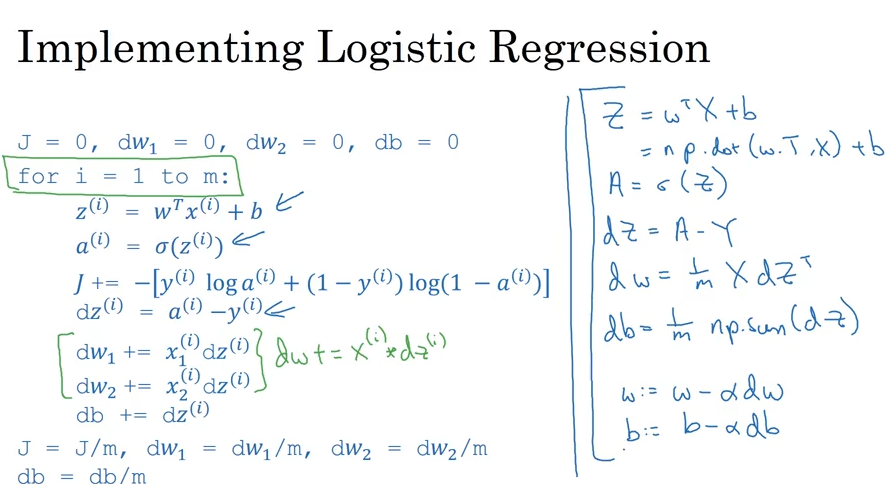 Implementing Logistic Regression
J = 0, dw₁ = 0, dw₂ = 0, db = 0
for i = 1 to m:
z⁽ⁱ⁾ = wᵀx⁽ⁱ⁾ + b
a⁽ⁱ⁾ = σ(z⁽ⁱ⁾)
J += −[y⁽ⁱ⁾ log a⁽ⁱ⁾ + (1 − y⁽ⁱ⁾) log(1 − a⁽ⁱ⁾)]
dz⁽ⁱ⁾ = a⁽ⁱ⁾ −y⁽ⁱ⁾
dw₁ += x₁⁽ⁱ⁾dz⁽ⁱ⁾
dw₂ += x₂⁽ⁱ⁾dz⁽ⁱ⁾
dw += x⁽ⁱ⁾ * dz⁽ⁱ⁾
db += dz⁽ⁱ⁾
J = J/m, dw₁ = dw₁/m, dw₂ = dw₂/m
db = db/m
Z = wᵀX + b
= np.dot(w.T, X) + b
A = σ(Z)
dZ = A − Y
dw = 1/m X dZᵀ
db = 1/m np.sum(dZ)
w := w − αdw
b := b − αdb